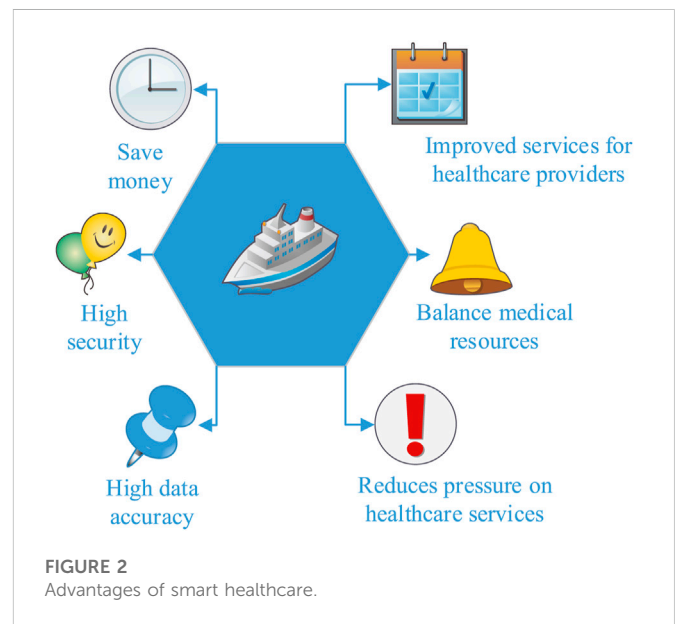 Save
money
Improved services for
healthcare providers
High
security
Balance medical
resources
High data
accuracy
Reduces pressure on
healthcare services
FIGURE 2
Advantages of smart healthcare.